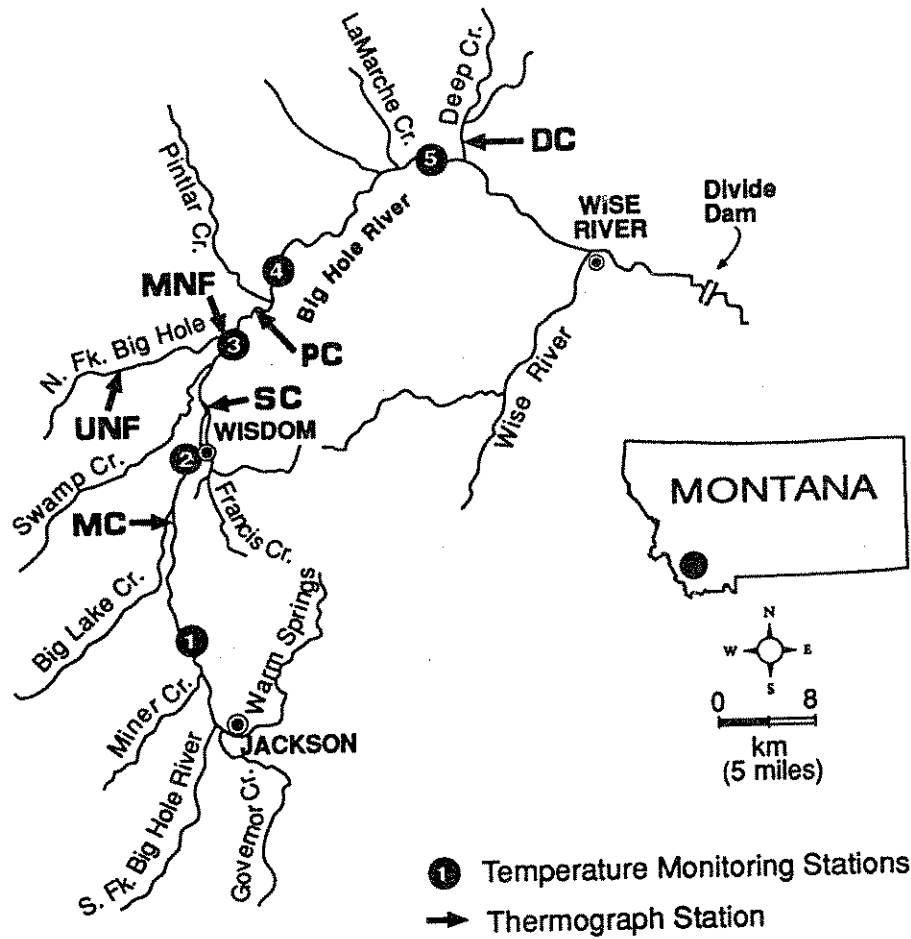 LaMarche Cr.
Deep Cr.
5
DC
Pintlar Cr.
WISE
RIVER
Divide
Dam
4
Big Hole River
MNF
N. Fk. Big Hole
3
PC
UNF
SC
WISDOM
2
Swamp Cr.
Francis Cr.
Wise River
MONTANA
MC
Big Lake Cr.
1
Warm Springs
Miner Cr.
JACKSON
S. Fk. Big Hole River
Governor Cr.
N
W
E
S
0
8
km
(5 miles)
1 Temperature Monitoring Stations
Thermograph Station